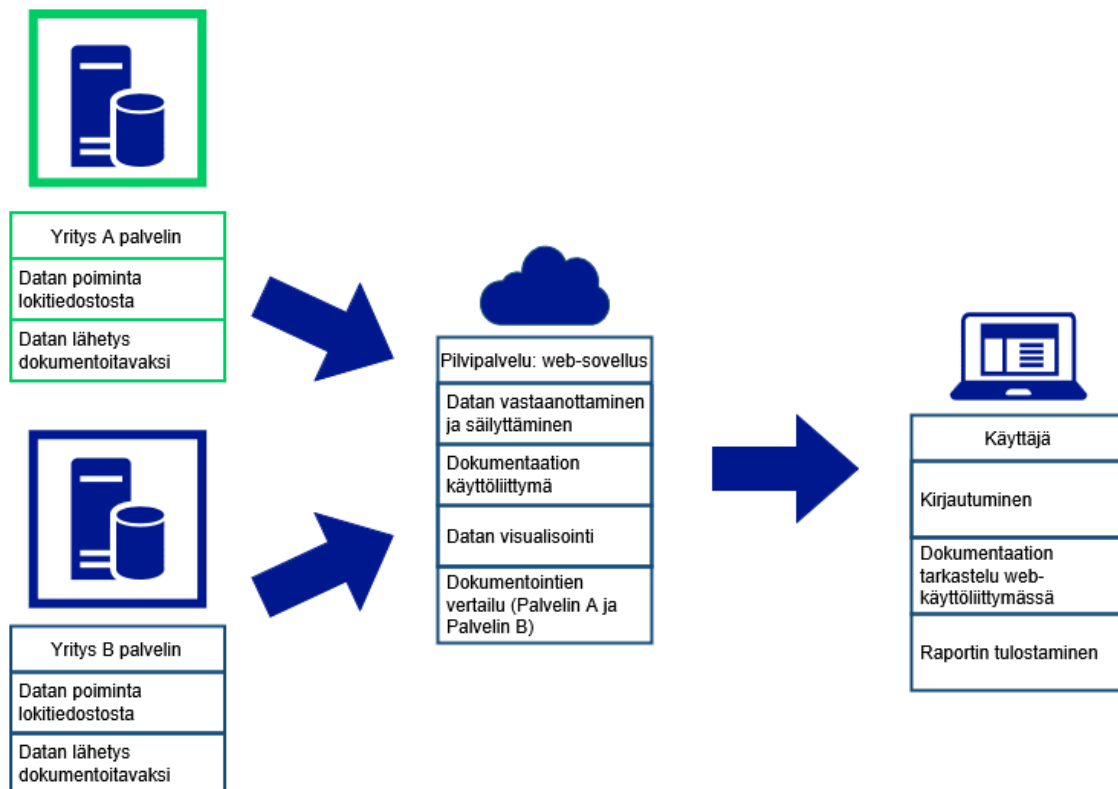 Yritys A palvelin
Datan poiminta
lokitiedostosta
Datan lähetys
dokumentoitavaksi
Yritys B palvelin
Datan poiminta
lokitiedostosta
Datan lähetys
dokumentoitavaksi
Pilvipalvelu: web-sovellus
Datan vastaanottaminen
ja säilyttäminen
Dokumentaation
käyttöliittymä
Datan visualisointi
Dokumentointien
vertailu (Palvelin A ja
Palvelin B)
Käyttäjä
Kirjautuminen
Dokumentaation
tarkastelu web-
käyttöliittymässä
Raportin tulostaminen